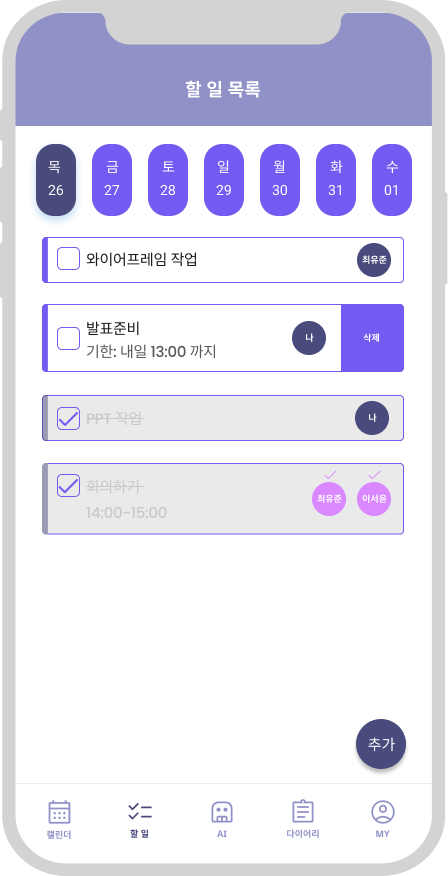 할 일 목록
목 금 토 일 월 화 수
26 27 28 29 30 31 01
와이어프레임 작업 최유준
발표준비
기한: 내일 13:00 까지
나
삭제
PPT 작업 나
회의하기
14:00-15:00
최유준 이서윤
추가
캘린더 할 일 AI 다이어리 MY